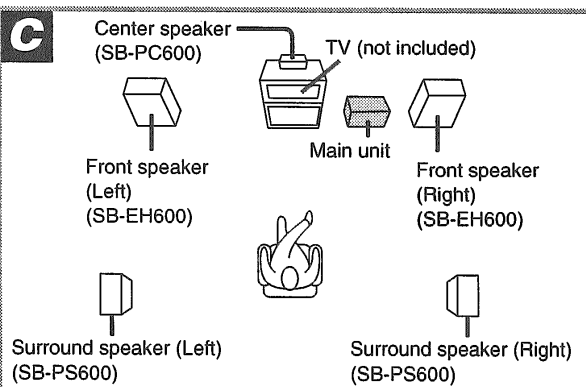 C
Center speaker
(SB-PC600)
TV (not included)
Main unit
Front speaker
(Left)
(SB-EH600)
Front speaker
(Right)
(SB-EH600)
Surround speaker (Left)
(SB-PS600)
Surround speaker (Right)
(SB-PS600)